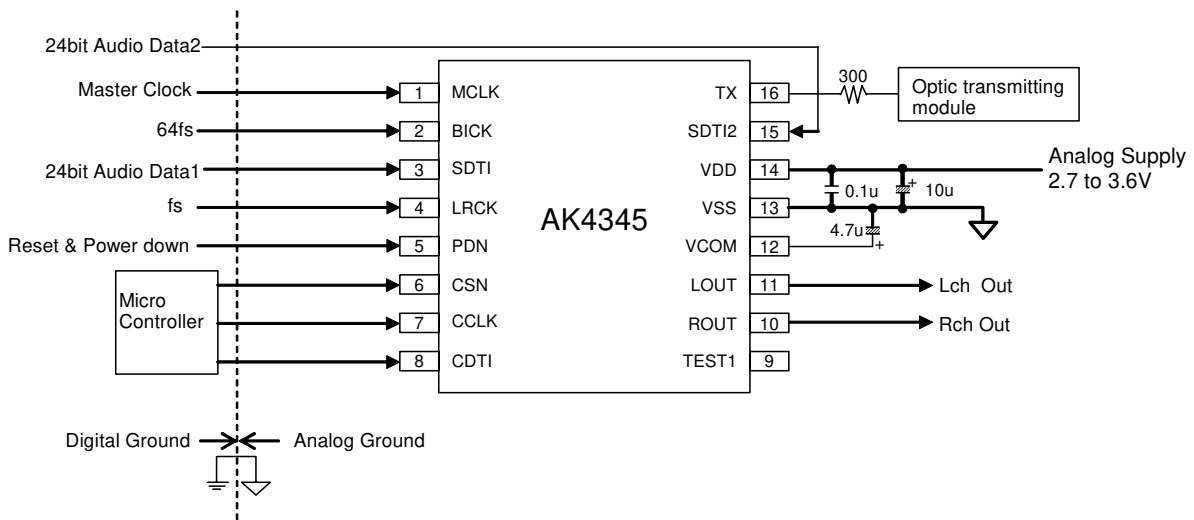 24bit Audio Data2
Master Clock
64fs
24bit Audio Data1
fs
Reset & Power down
Micro
Controller
1 MCLK
2 BICK
3 SDTI
4 LRCK
5 PDN
6 CSN
7 CCLK
8 CDTI
AK4345
TX 16
SDTI2 15
VDD 14
VSS 13
VCOM 12
LOUT 11
ROUT 10
TEST1 9
300
Optic transmitting
module
Analog Supply
2.7 to 3.6V
0.1u
+
10u
4.7u
+
Lch Out
Rch Out
Digital Ground
Analog Ground